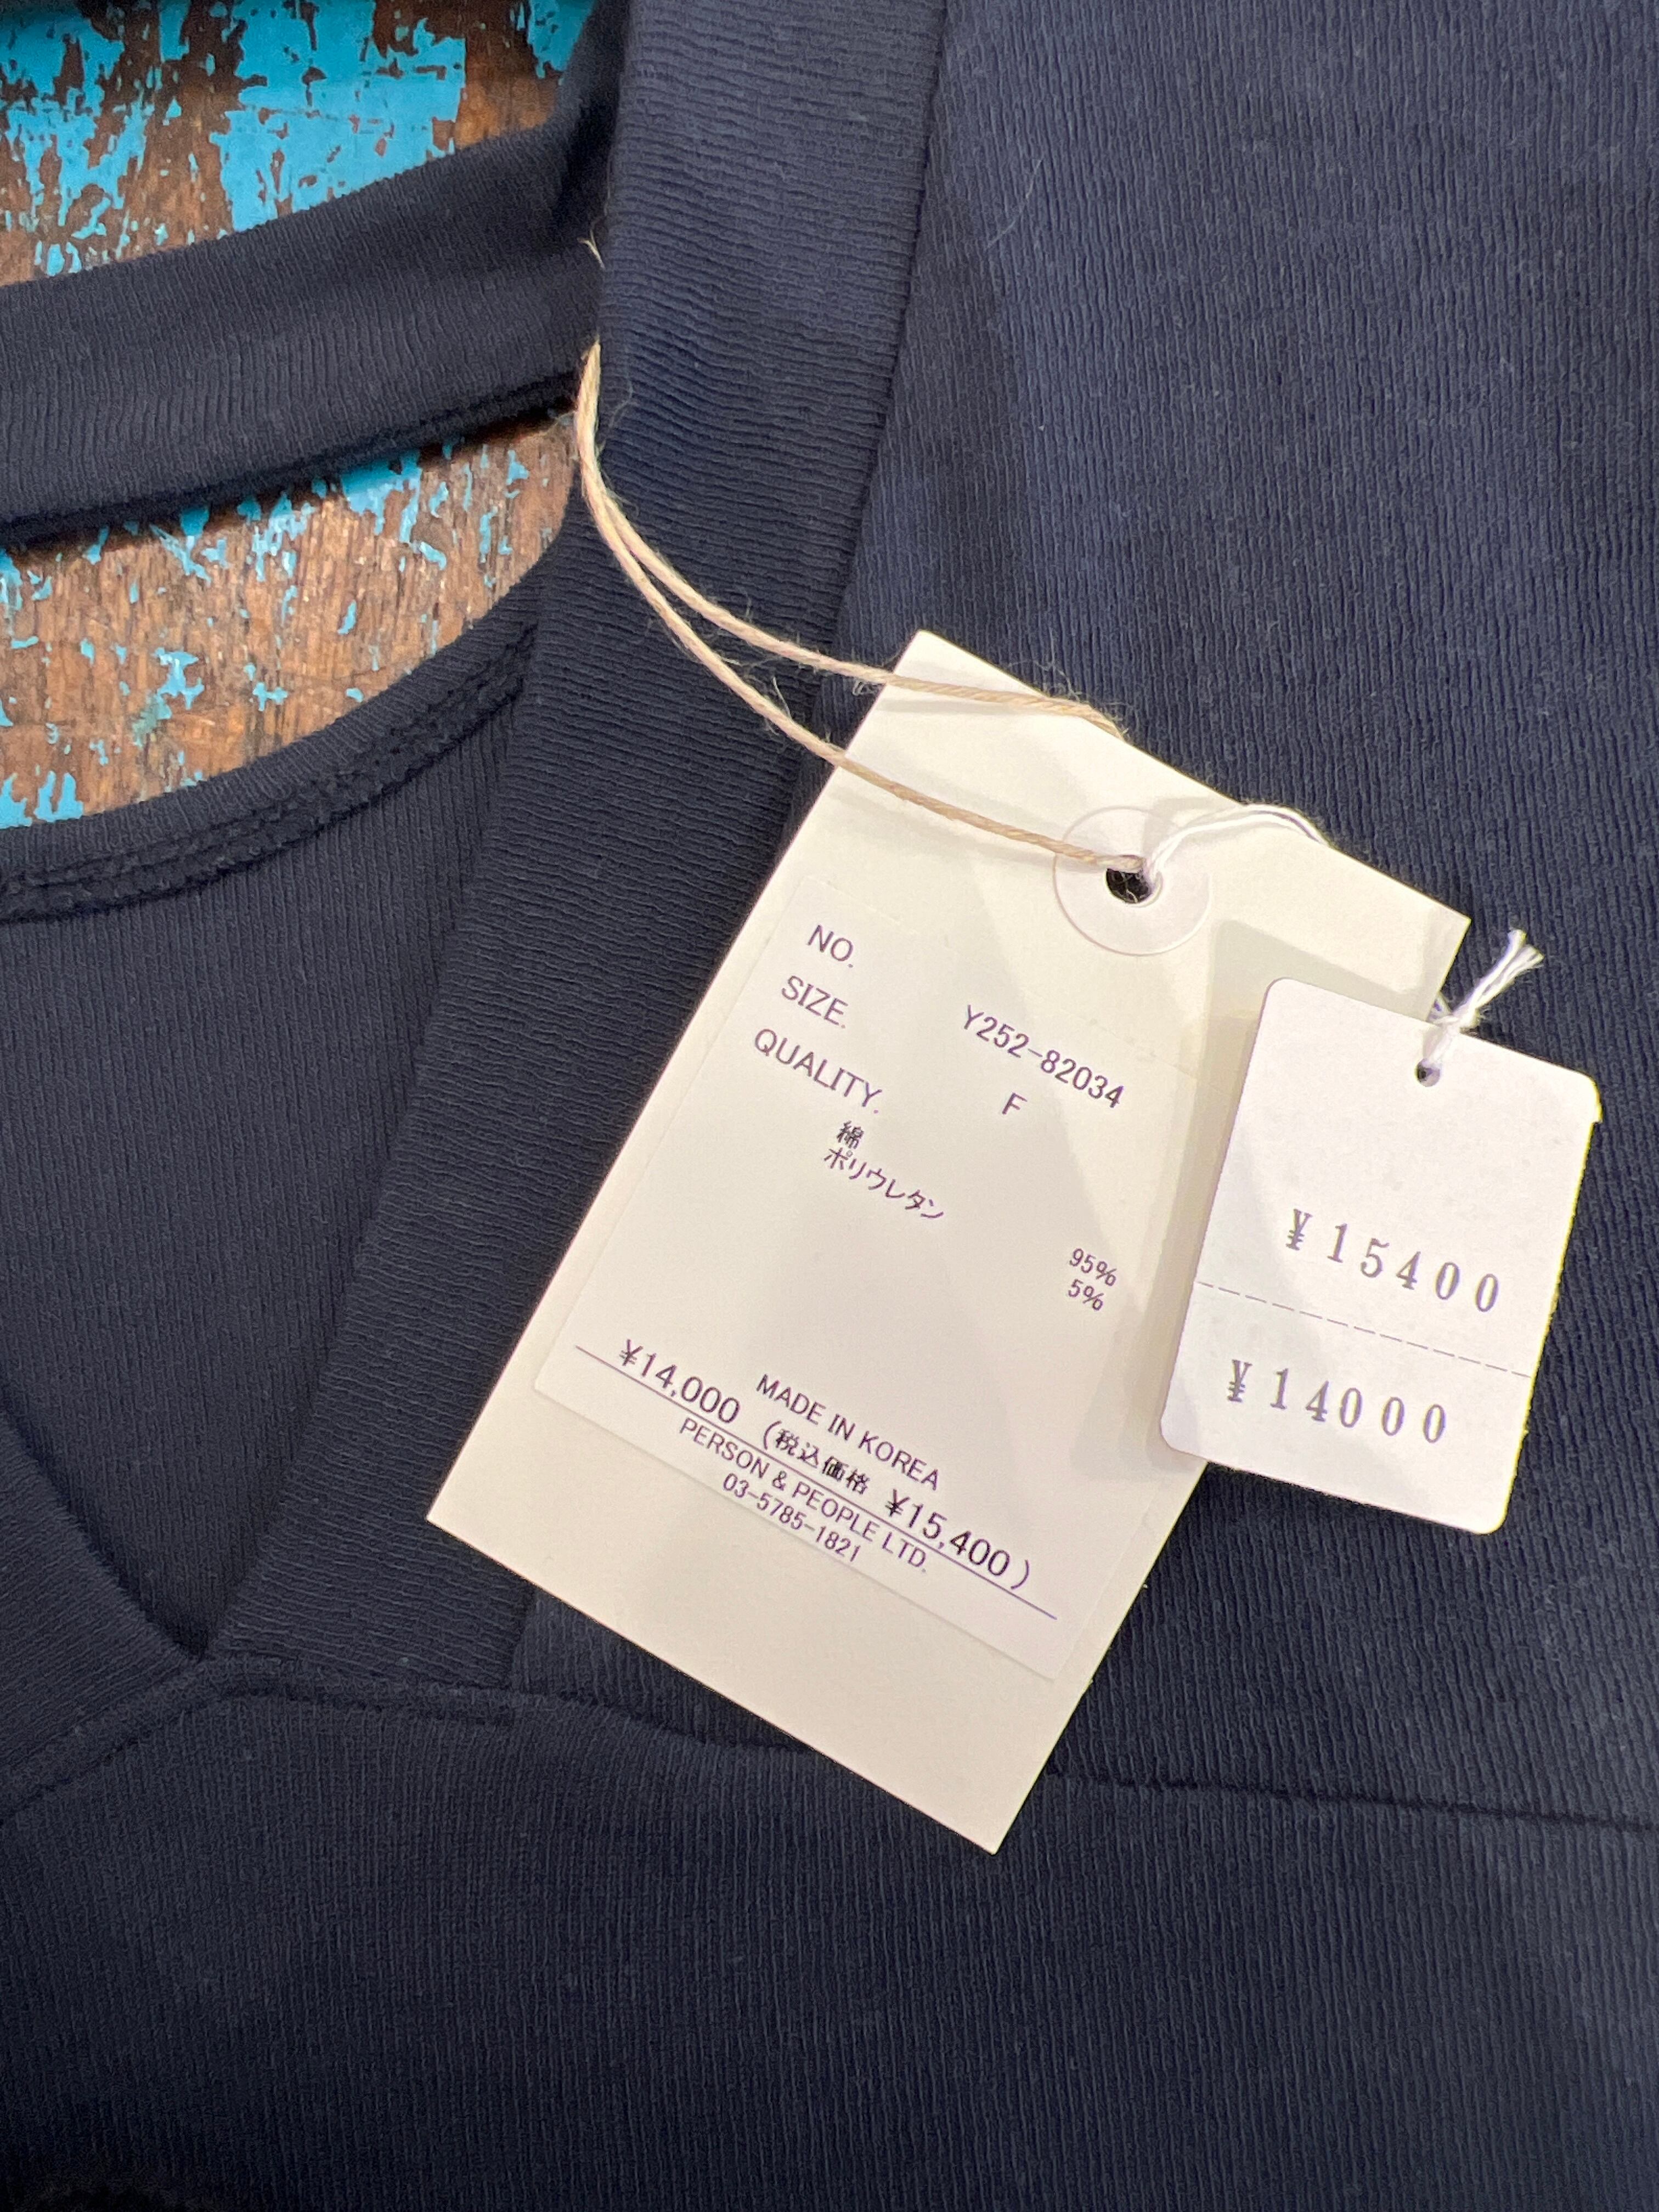 NO. Y252-82034
SIZE. F
QUALITY.
綿 95%
ポリウレタン 5%
MADE IN KOREA
¥14,000 (税込価格 ¥15,400)
PERSON & PEOPLE LTD.
03-5785-1821
¥15400
¥14000